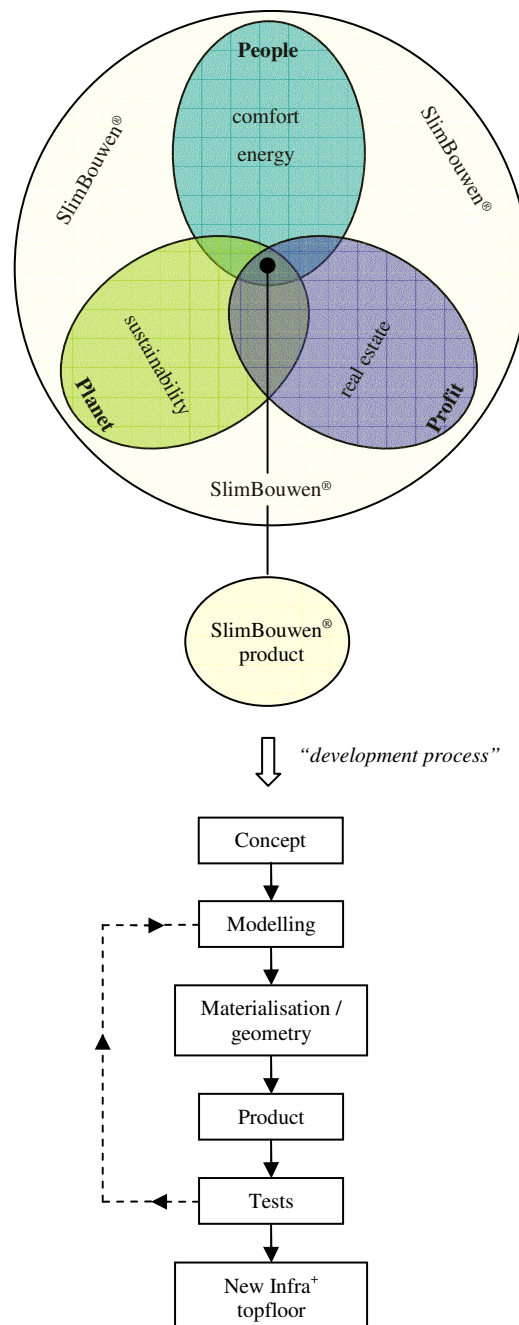 People
comfort
energy
SlimBouwen®
SlimBouwen®
sustainability
Planet
real estate
Profit
SlimBouwen®
SlimBouwen®
product
“development process”
Concept
Modelling
Materialisation /
geometry
Product
Tests
New Infra⁺
topfloor